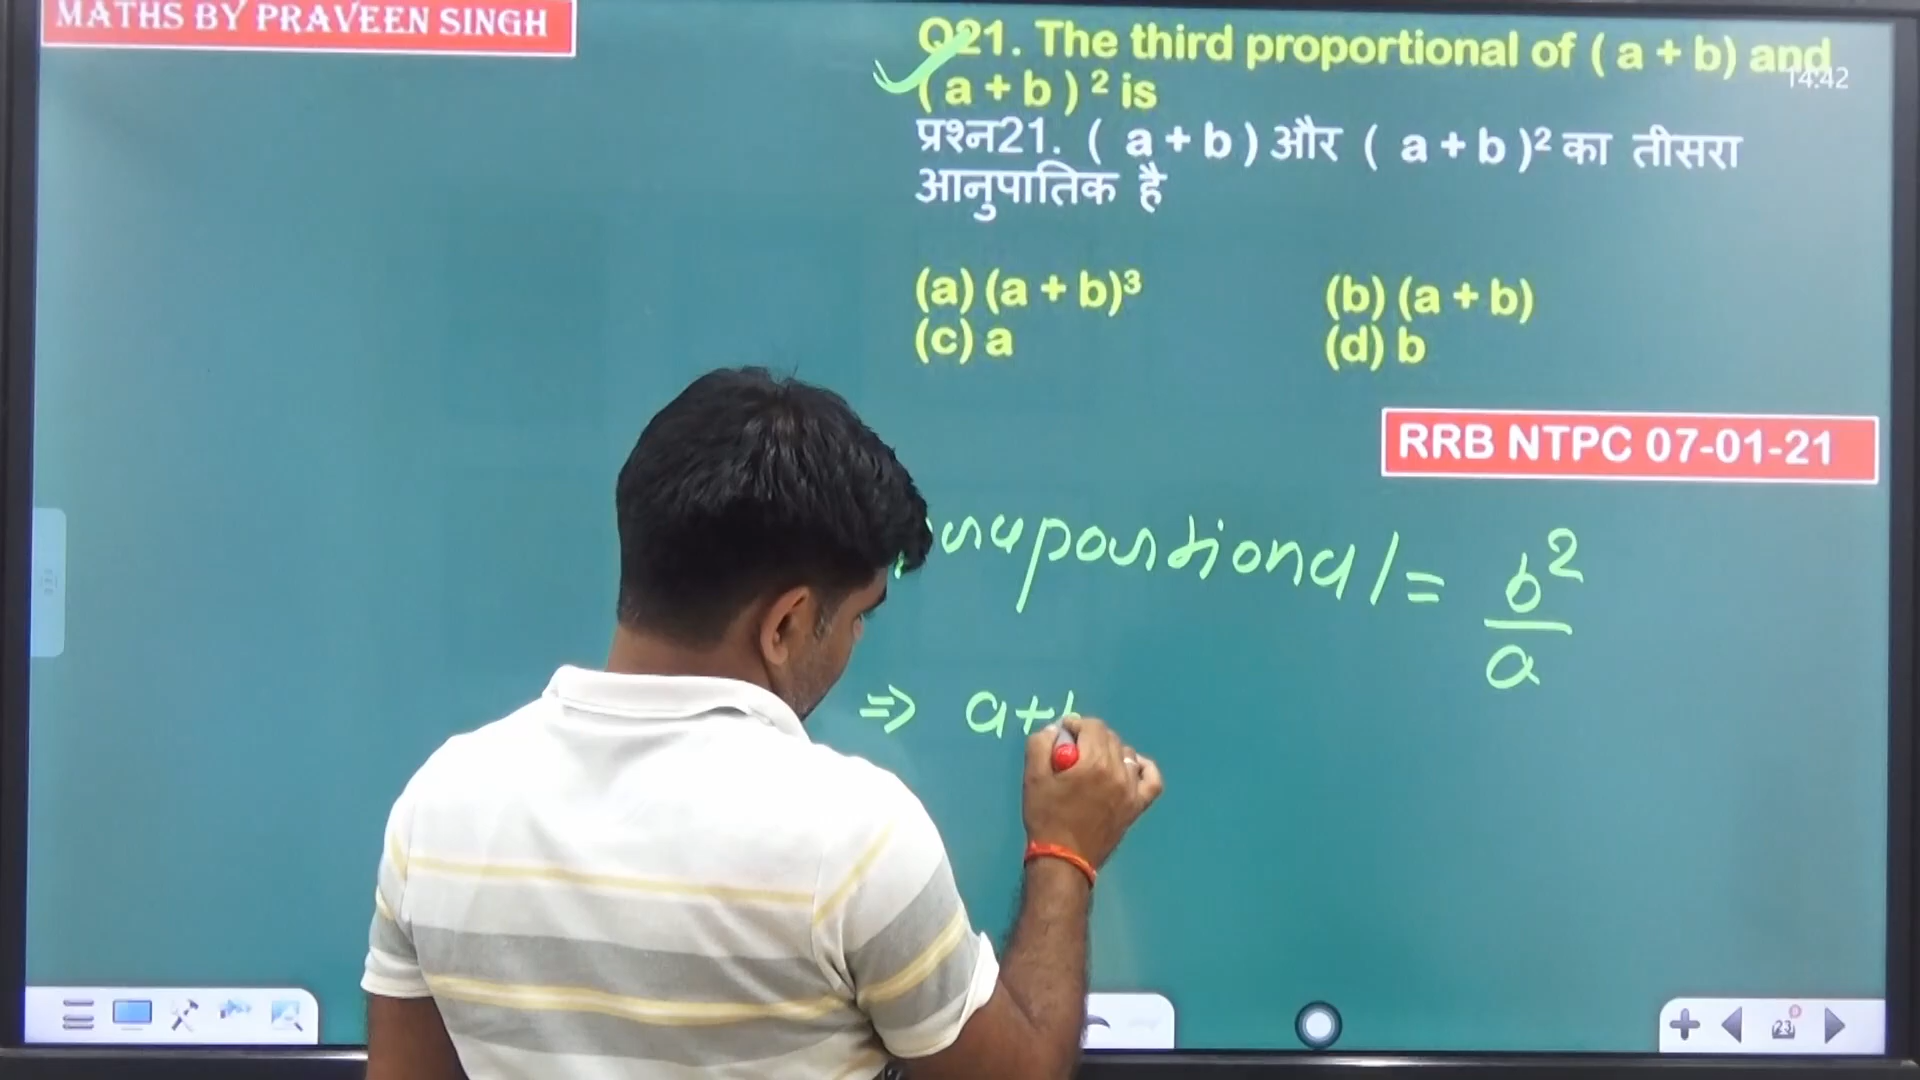 MATHS BY PRAVEEN SINGH
Q21. The third proportional of ( a + b) and
14:42
( a + b ) ² is
प्रश्न21. ( a + b ) और ( a + b )² का तीसरा
आनुपातिक है
(a) (a + b)³ (b) (a + b)
(c) a (d) b
RRB NTPC 07-01-21
= b²
a
⇒ a+b
23